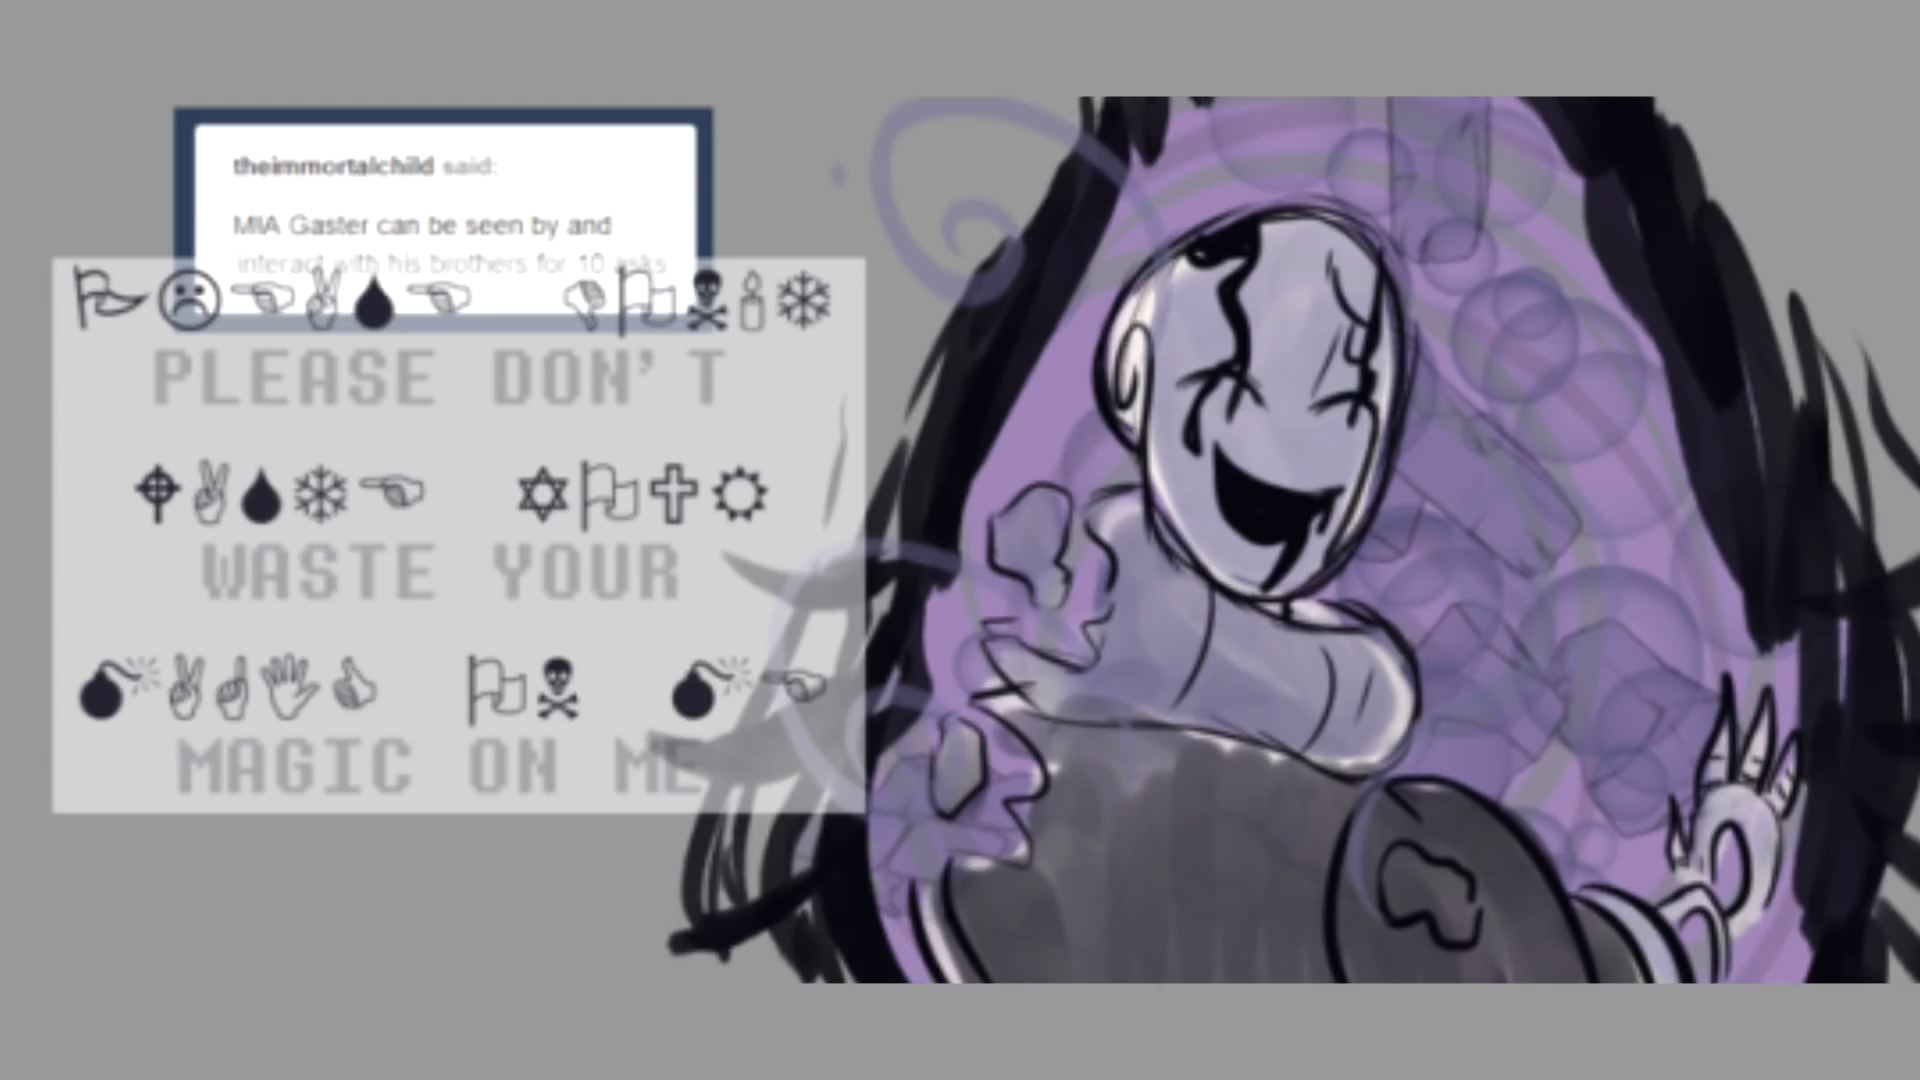 theimmortalchild said:
MIA Gaster can be seen by and
interact with his brothers for 10 asks
🏱☹☜✌💧☜ 👎⚐☠🕯❄
PLEASE DON'T
🕈✌💧❄☜ ✡⚐🕆☼
WASTE YOUR
💣✌☝✋👍 ⚐☠ 💣☜
MAGIC ON ME